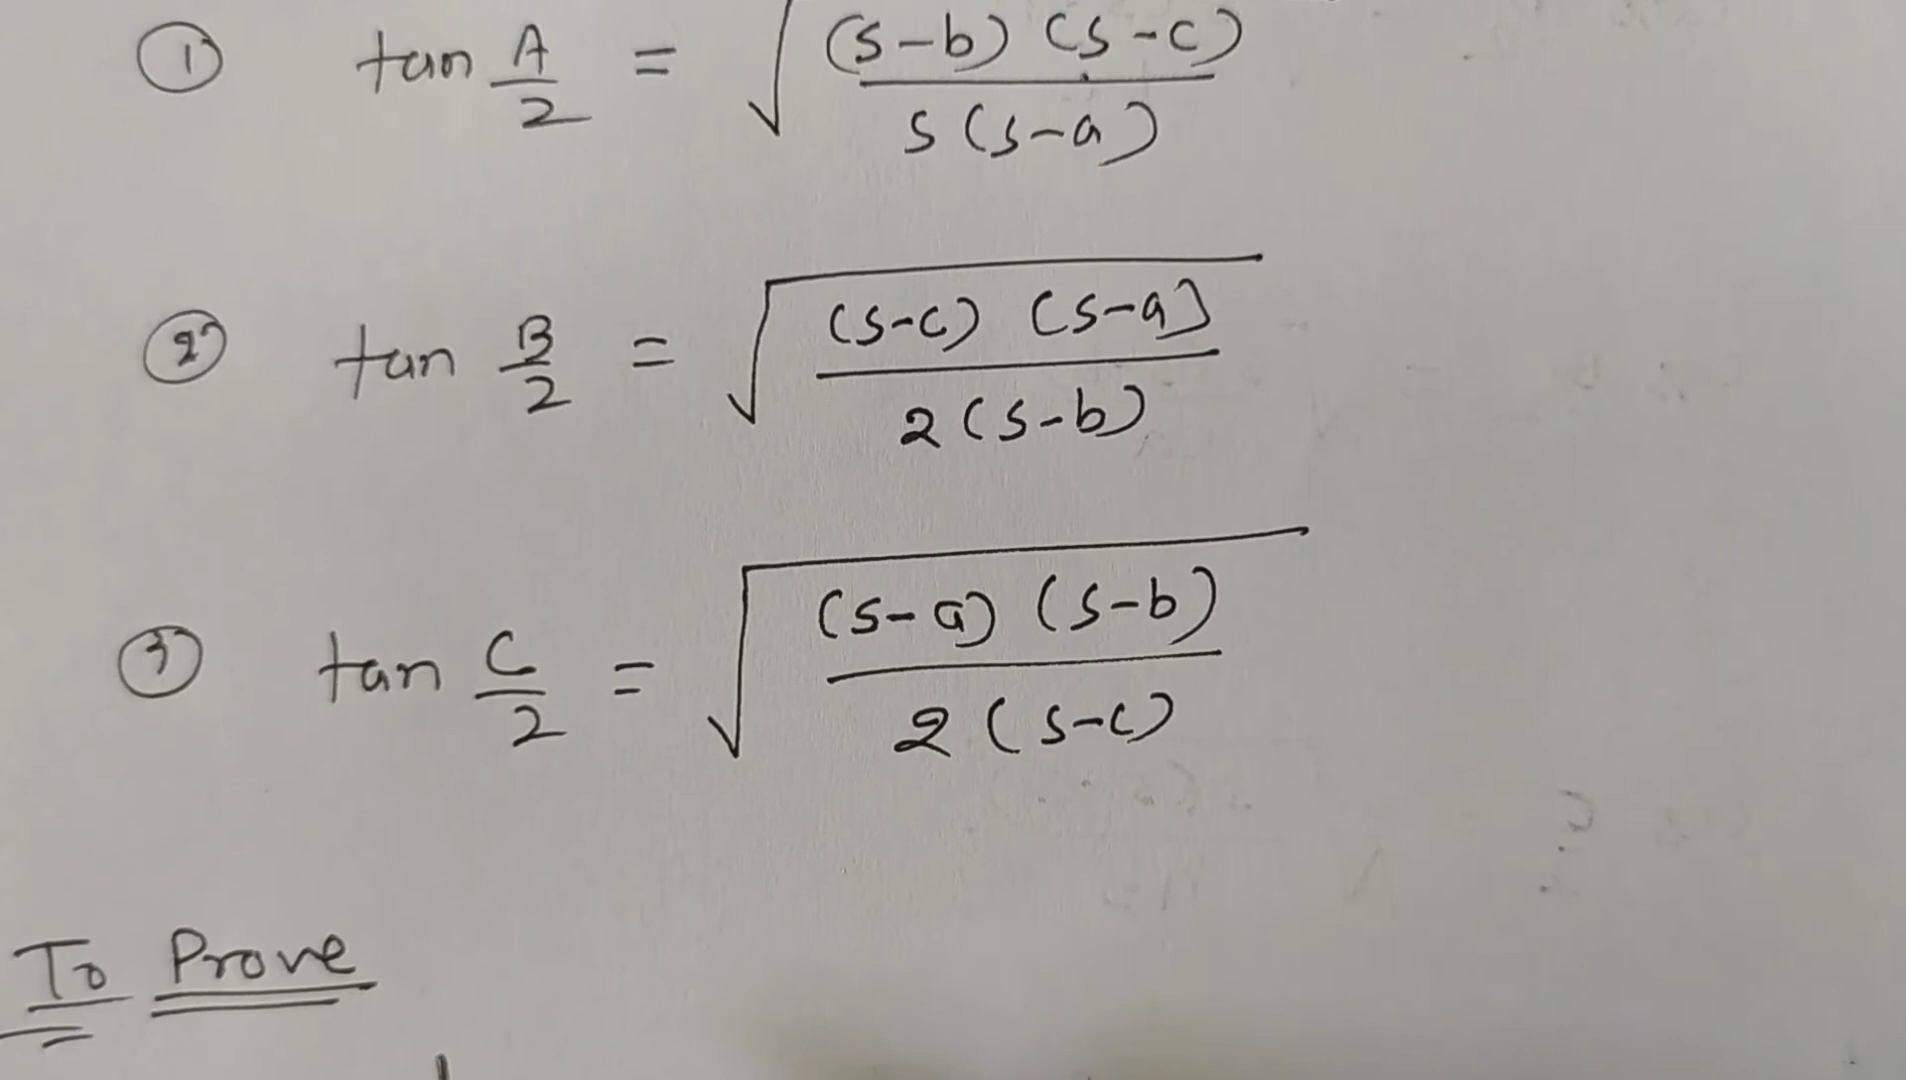 ① tan A/2 = √((s-b) (s-c) / s(s-a))
② tan B/2 = √((s-c) (s-a) / 2(s-b))
③ tan C/2 = √((s-a) (s-b) / 2(s-c))
To Prove